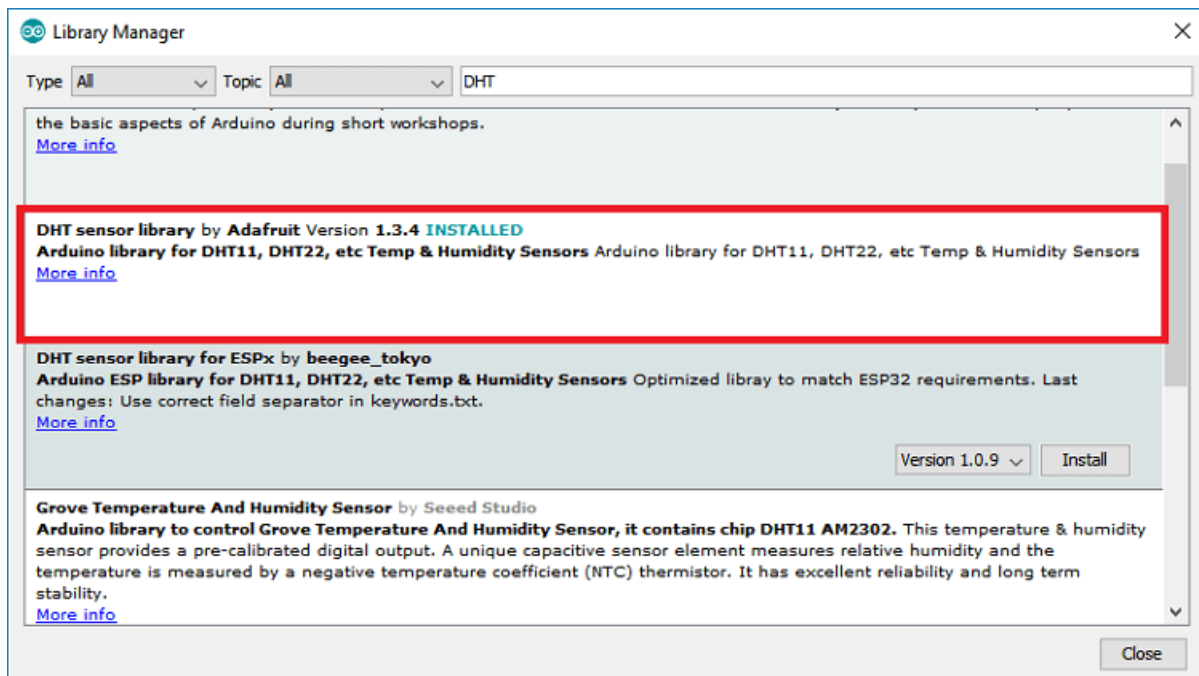 Library Manager
Type All Topic All DHT
the basic aspects of Arduino during short workshops.
More info
DHT sensor library by Adafruit Version 1.3.4 INSTALLED
Arduino library for DHT11, DHT22, etc Temp & Humidity Sensors Arduino library for DHT11, DHT22, etc Temp & Humidity Sensors
More info
DHT sensor library for ESPx by beegee_tokyo
Arduino ESP library for DHT11, DHT22, etc Temp & Humidity Sensors Optimized libray to match ESP32 requirements. Last
changes: Use correct field separator in keywords.txt.
More info
Version 1.0.9 Install
Grove Temperature And Humidity Sensor by Seeed Studio
Arduino library to control Grove Temperature And Humidity Sensor, it contains chip DHT11 AM2302. This temperature & humidity
sensor provides a pre-calibrated digital output. A unique capacitive sensor element measures relative humidity and the
temperature is measured by a negative temperature coefficient (NTC) thermistor. It has excellent reliability and long term
stability.
More info
Close